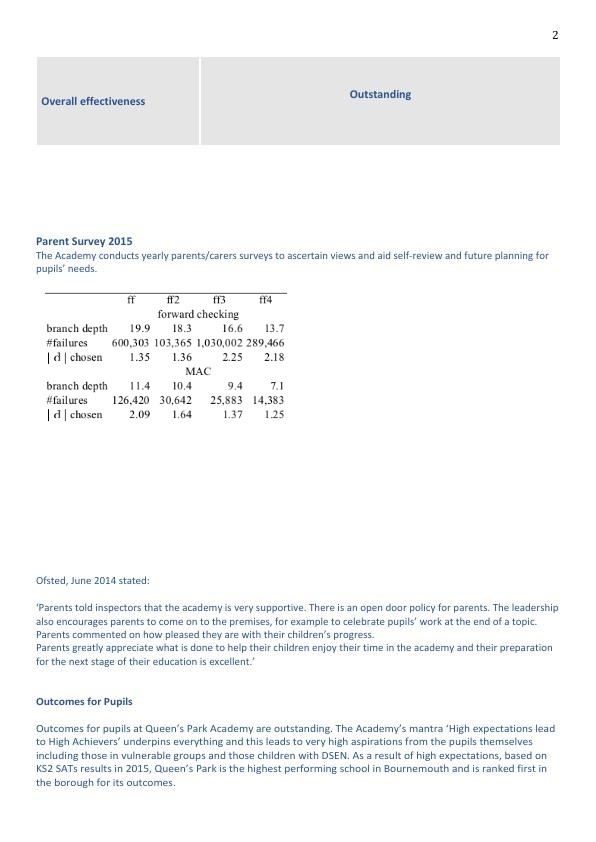 2
Overall effectiveness
Outstanding
Parent Survey 2015
The Academy conducts yearly parents/carers surveys to ascertain views and aid self-review and future planning for
pupils’ needs.
ff ff2 ff3 ff4
forward checking
branch depth 19.9 18.3 16.6 13.7
#failures 600,303 103,365 1,030,002 289,466
| d | chosen 1.35 1.36 2.25 2.18
MAC
branch depth 11.4 10.4 9.4 7.1
#failures 126,420 30,642 25,883 14,383
| d | chosen 2.09 1.64 1.37 1.25
Ofsted, June 2014 stated:
‘Parents told inspectors that the academy is very supportive. There is an open door policy for parents. The leadership
also encourages parents to come on to the premises, for example to celebrate pupils’ work at the end of a topic.
Parents commented on how pleased they are with their children’s progress.
Parents greatly appreciate what is done to help their children enjoy their time in the academy and their preparation
for the next stage of their education is excellent.’
Outcomes for Pupils
Outcomes for pupils at Queen’s Park Academy are outstanding. The Academy’s mantra ‘High expectations lead
to High Achievers’ underpins everything and this leads to very high aspirations from the pupils themselves
including those in vulnerable groups and those children with DSEN. As a result of high expectations, based on
KS2 SATs results in 2015, Queen’s Park is the highest performing school in Bournemouth and is ranked first in
the borough for its outcomes.